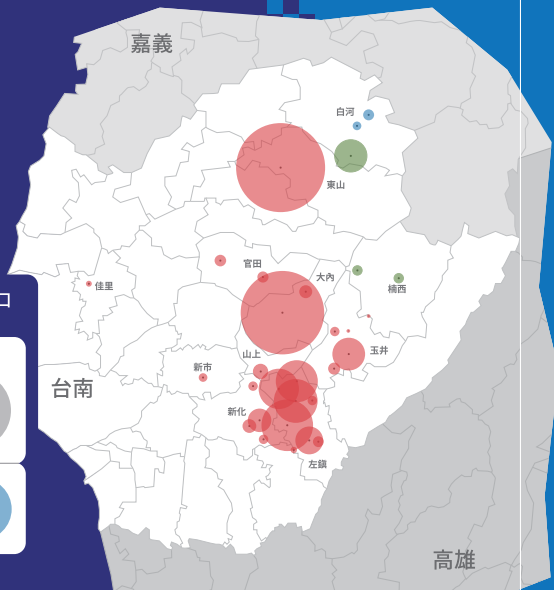 嘉義
白河
東山
官田
大內
楠西
佳里
口
山上
玉井
新市
台南
新化
左鎮
高雄